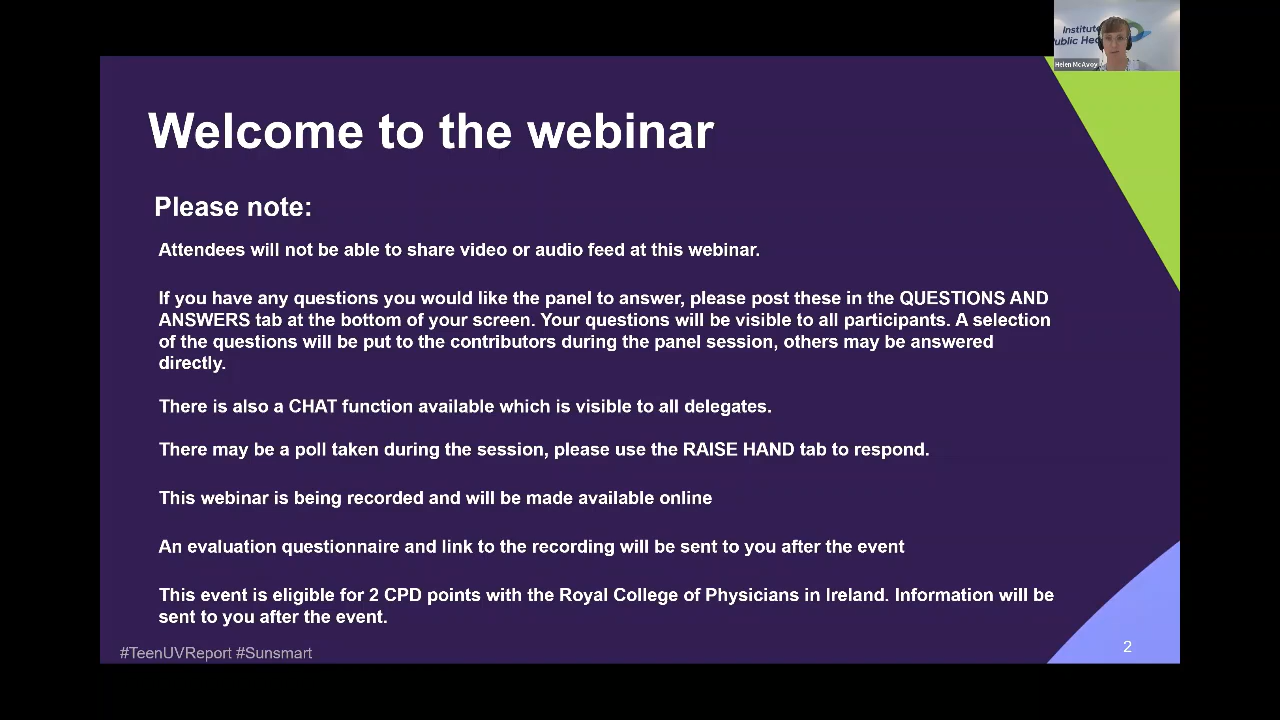 Institute
Public Hea
Helen McAvoy
Welcome to the webinar
Please note:
Attendees will not be able to share video or audio feed at this webinar.
If you have any questions you would like the panel to answer, please post these in the QUESTIONS AND
ANSWERS tab at the bottom of your screen. Your questions will be visible to all participants. A selection
of the questions will be put to the contributors during the panel session, others may be answered
directly.
There is also a CHAT function available which is visible to all delegates.
There may be a poll taken during the session, please use the RAISE HAND tab to respond.
This webinar is being recorded and will be made available online
An evaluation questionnaire and link to the recording will be sent to you after the event
This event is eligible for 2 CPD points with the Royal College of Physicians in Ireland. Information will be
sent to you after the event.
#TeenUVReport #Sunsmart
2